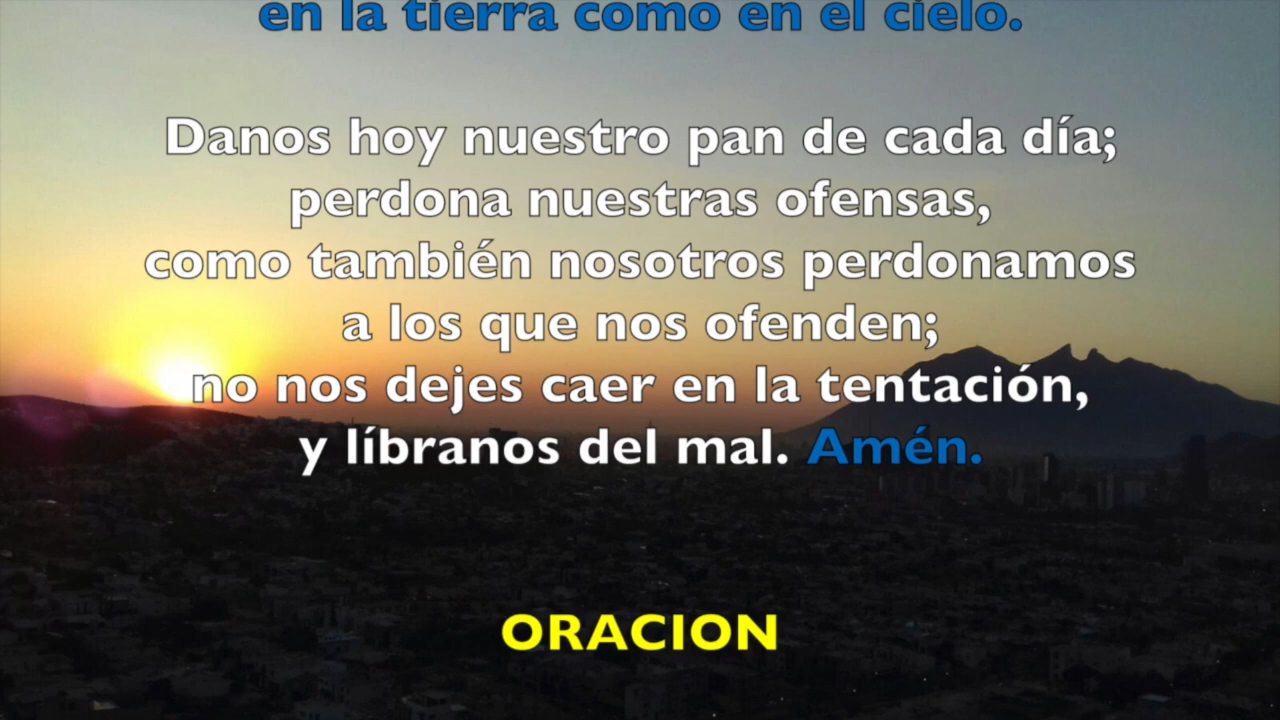 en la tierra como en el cielo.
Danos hoy nuestro pan de cada día;
perdona nuestras ofensas,
como también nosotros perdonamos
a los que nos ofenden;
no nos dejes caer en la tentación,
y líbranos del mal. Amén.
ORACION